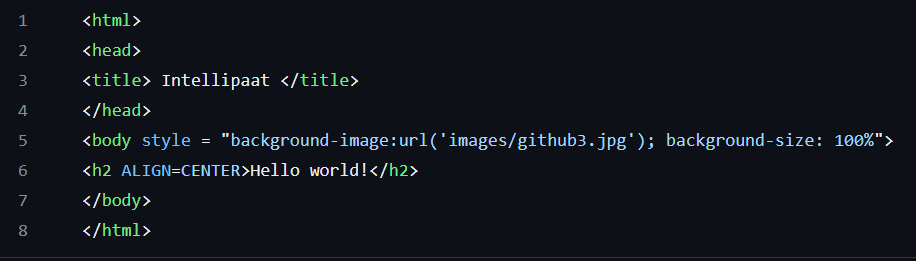 1 <html>
2 <head>
3 <title> Intellipaat </title>
4 </head>
5 <body style = "background-image:url('images/github3.jpg'); background-size: 100%">
6 <h2 ALIGN=CENTER>Hello world!</h2>
7 </body>
8 </html>